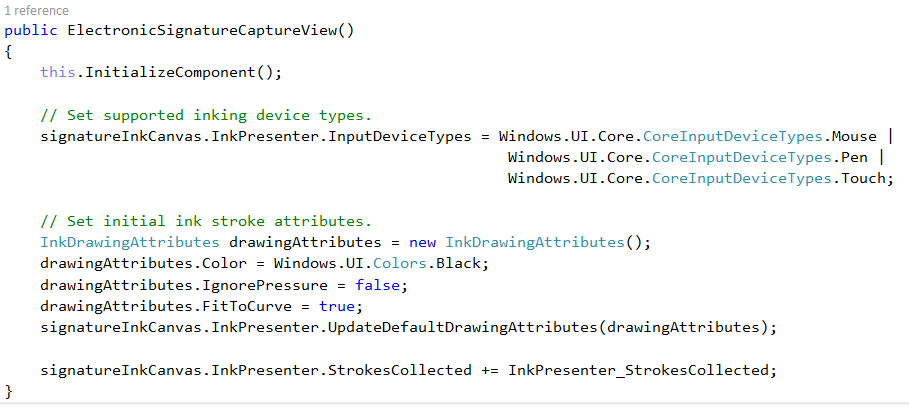 1 reference
public ElectronicSignatureCaptureView()
{
    this.InitializeComponent();

    // Set supported inking device types.
    signatureInkCanvas.InkPresenter.InputDeviceTypes = Windows.UI.Core.CoreInputDeviceTypes.Mouse |
                                                       Windows.UI.Core.CoreInputDeviceTypes.Pen |
                                                       Windows.UI.Core.CoreInputDeviceTypes.Touch;

    // Set initial ink stroke attributes.
    InkDrawingAttributes drawingAttributes = new InkDrawingAttributes();
    drawingAttributes.Color = Windows.UI.Colors.Black;
    drawingAttributes.IgnorePressure = false;
    drawingAttributes.FitToCurve = true;
    signatureInkCanvas.InkPresenter.UpdateDefaultDrawingAttributes(drawingAttributes);

    signatureInkCanvas.InkPresenter.StrokesCollected += InkPresenter_StrokesCollected;
}